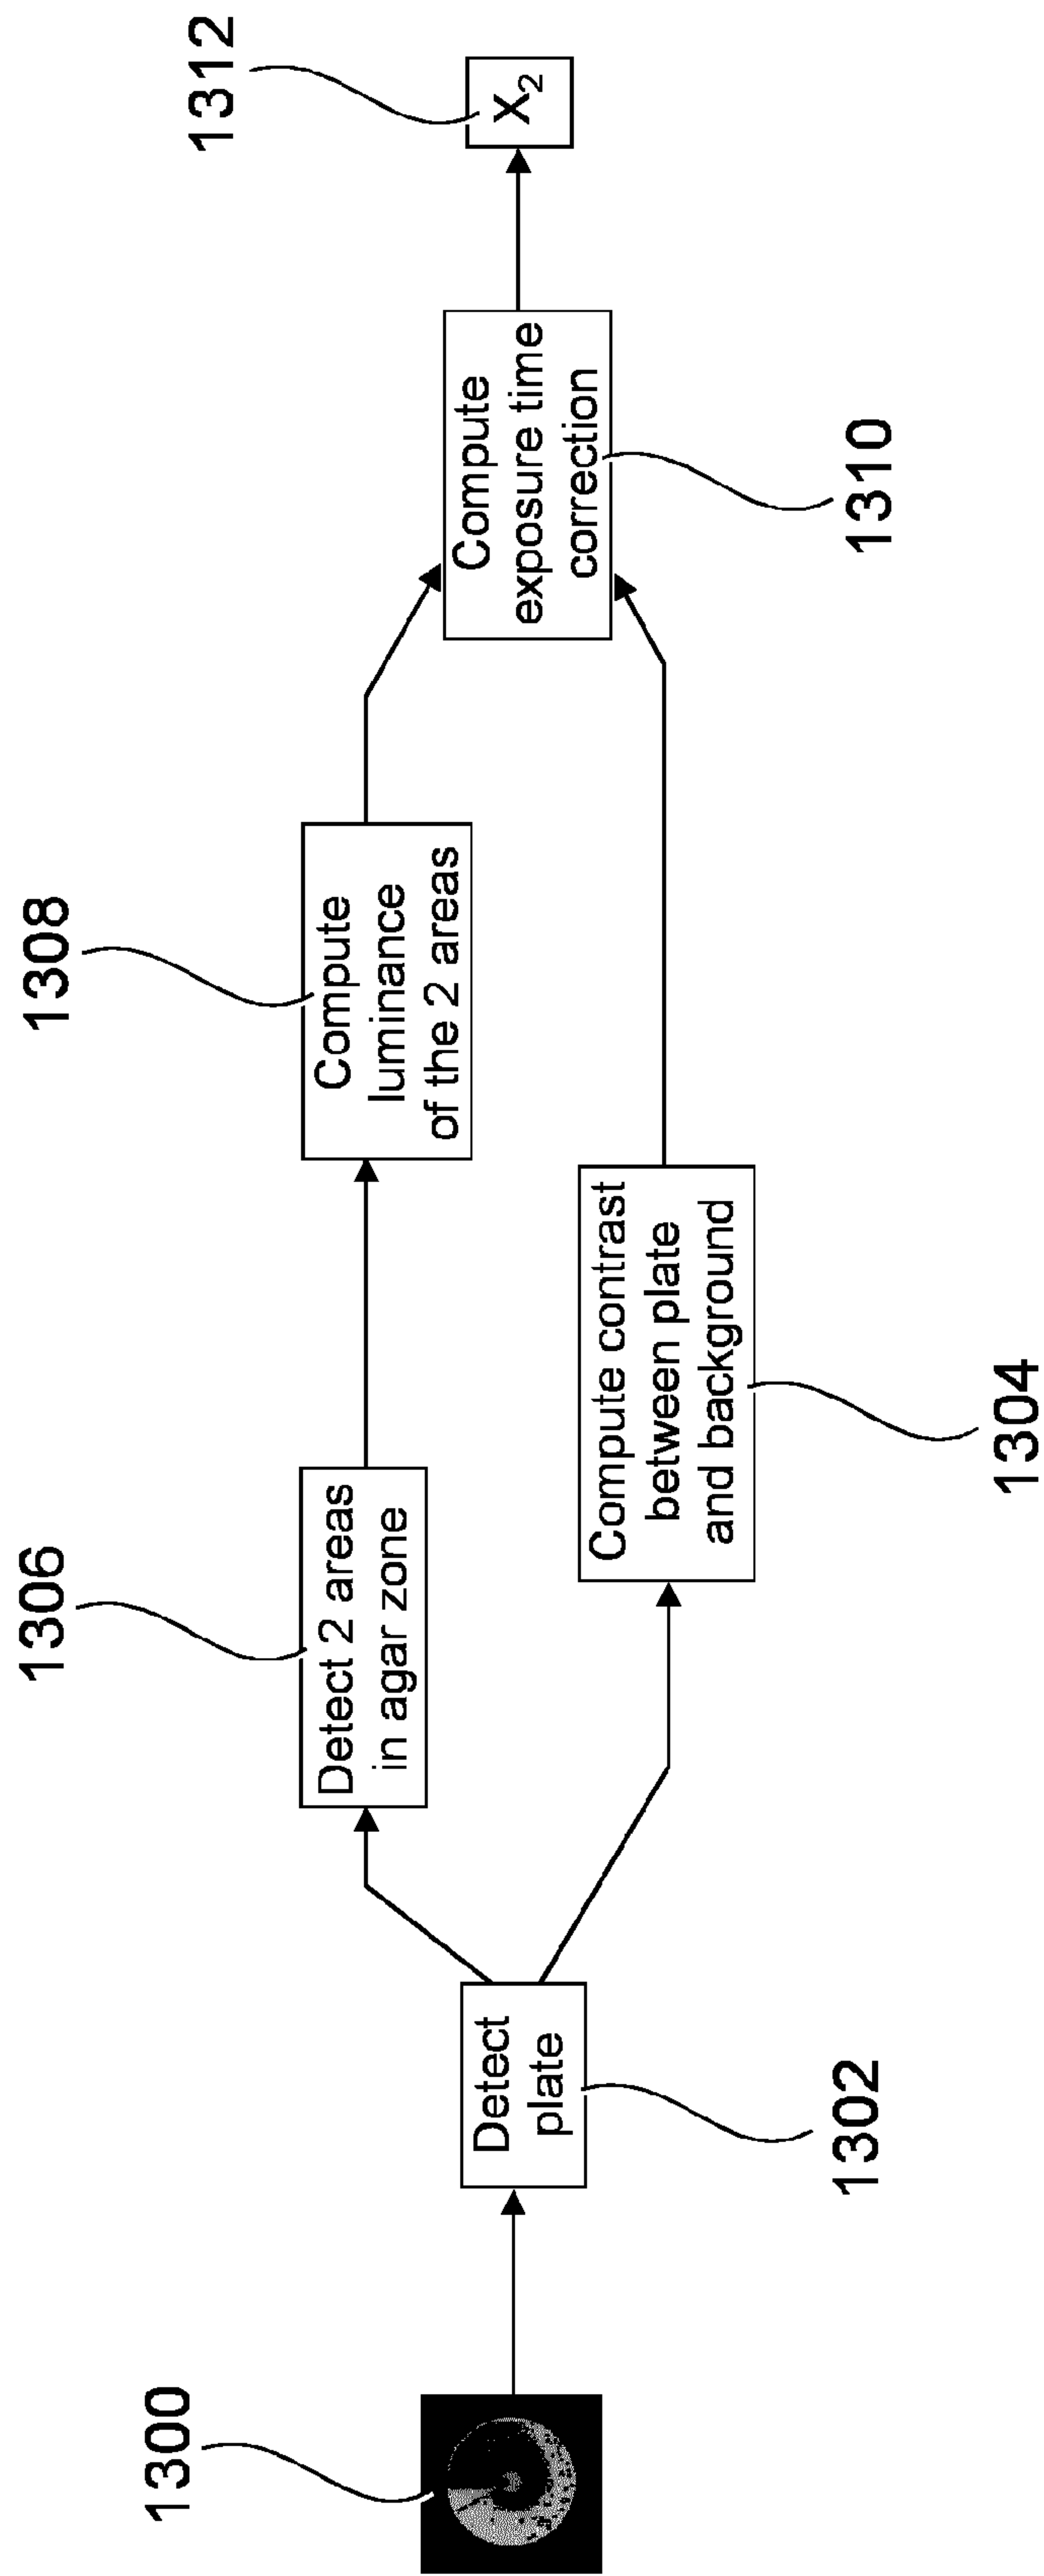 1300
Detect
plate
1302
1306
Detect 2 areas
in agar zone
Compute contrast
between plate
and background
1304
1308
Compute
luminance
of the 2 areas
Compute
exposure time
correction
1310
X₂
1312